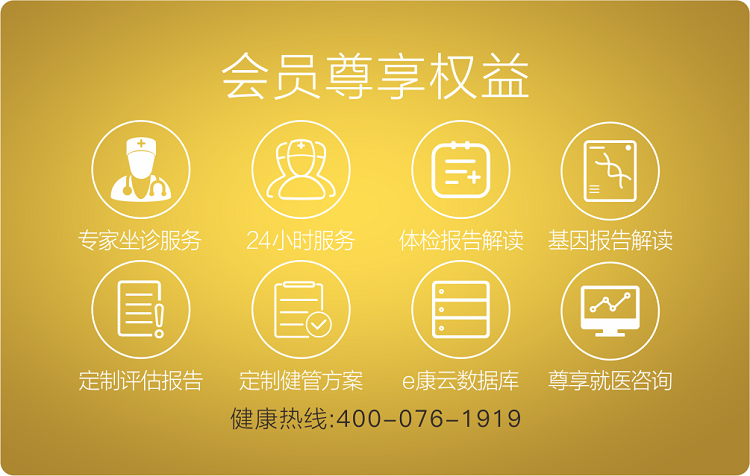 会员尊享权益
专家坐诊服务 24小时服务 体检报告解读 基因报告解读
定制评估报告 定制健管方案 e康云数据库 尊享就医咨询
健康热线:400-076-1919